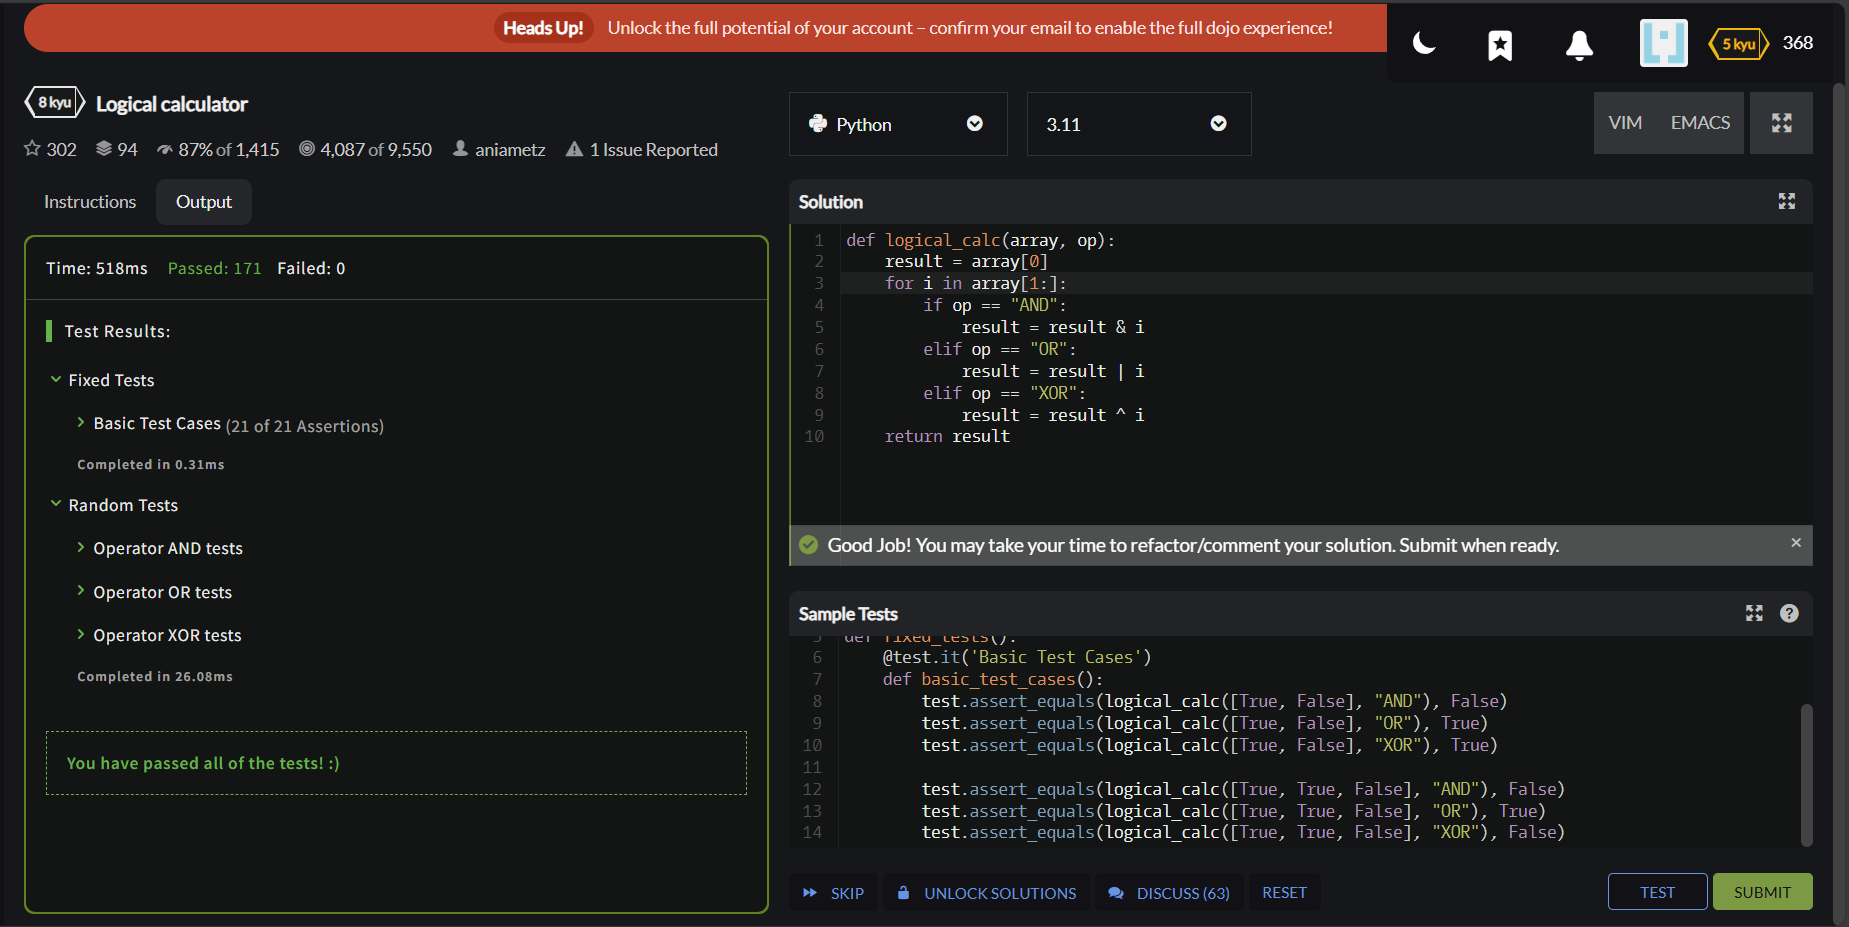 Heads Up! Unlock the full potential of your account – confirm your email to enable the full dojo experience!
5 kyu 368
8 kyu Logical calculator
302 94 87% of 1,415 4,087 of 9,550 aniametz 1 Issue Reported
Instructions Output
Time: 518ms Passed: 171 Failed: 0
Test Results:
Fixed Tests
Basic Test Cases (21 of 21 Assertions)
Completed in 0.31ms
Random Tests
Operator AND tests
Operator OR tests
Operator XOR tests
Completed in 26.08ms
You have passed all of the tests! :)
Python 3.11 VIM EMACS
Solution
1 def logical_calc(array, op):
2     result = array[0]
3     for i in array[1:]:
4         if op == "AND":
5             result = result & i
6         elif op == "OR":
7             result = result | i
8         elif op == "XOR":
9             result = result ^ i
10     return result
Good Job! You may take your time to refactor/comment your solution. Submit when ready. ×
Sample Tests ?
5 def fixed_tests():
6     @test.it('Basic Test Cases')
7     def basic_test_cases():
8         test.assert_equals(logical_calc([True, False], "AND"), False)
9         test.assert_equals(logical_calc([True, False], "OR"), True)
10         test.assert_equals(logical_calc([True, False], "XOR"), True)
11
12         test.assert_equals(logical_calc([True, True, False], "AND"), False)
13         test.assert_equals(logical_calc([True, True, False], "OR"), True)
14         test.assert_equals(logical_calc([True, True, False], "XOR"), False)
SKIP UNLOCK SOLUTIONS DISCUSS (63) RESET TEST SUBMIT